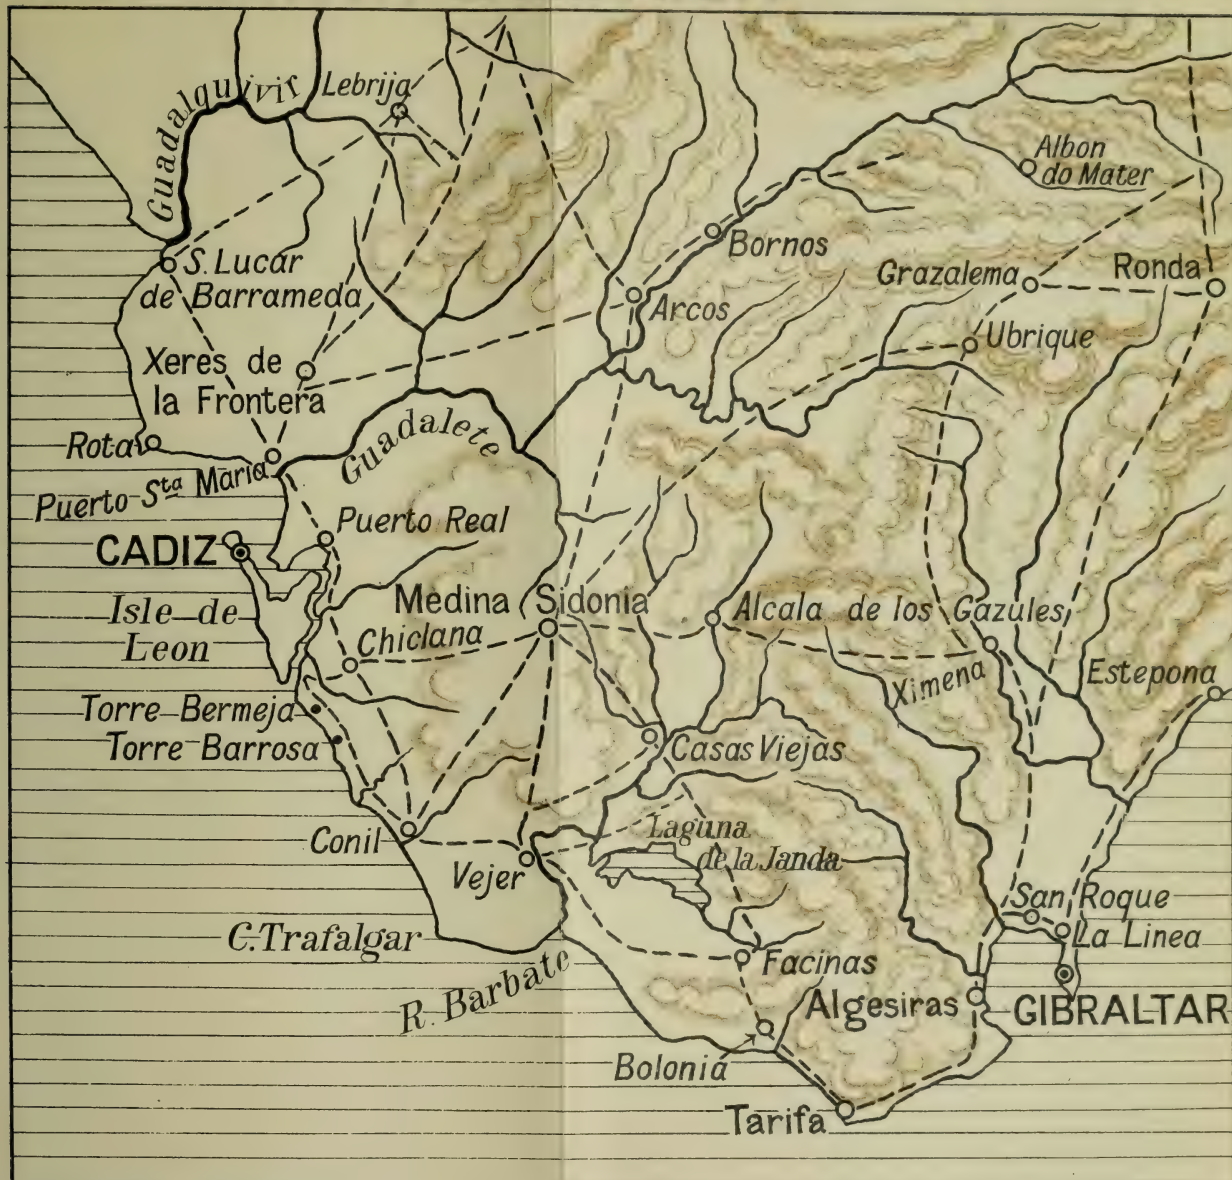 Guadalquivir
Lebrija
Albon
do Mater
Bornos
S. Lucar
de Barrameda
Grazalema
Ronda
Arcos
Ubrique
Xeres de
la Frontera
Rota
Guadalete
Puerto Sta Maria
Puerto Real
CADIZ
Isle de
Leon
Medina Sidonia
Alcala de los Gazules
Chiclana
Ximena
Estepona
Torre Bermeja
Torre Barrosa
Casas Viejas
Conil
Laguna
de la Janda
Vejer
San Roque
La Linea
C. Trafalgar
Facinas
R. Barbate
Algesiras
GIBRALTAR
Bolonia
Tarifa